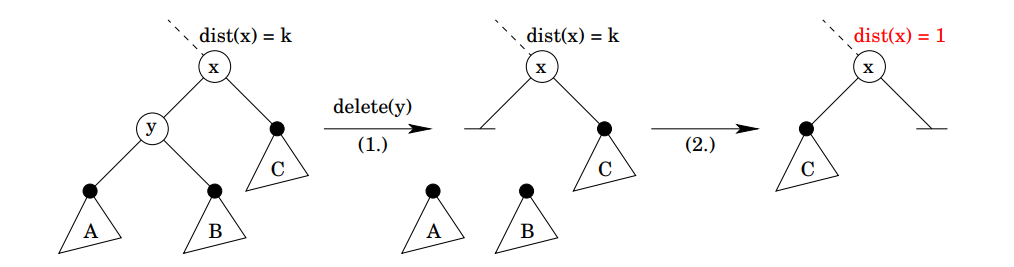 dist(x) = k
x
y
C
A
B
delete(y)
(1.)
dist(x) = k
x
C
A
B
(2.)
dist(x) = 1
x
C